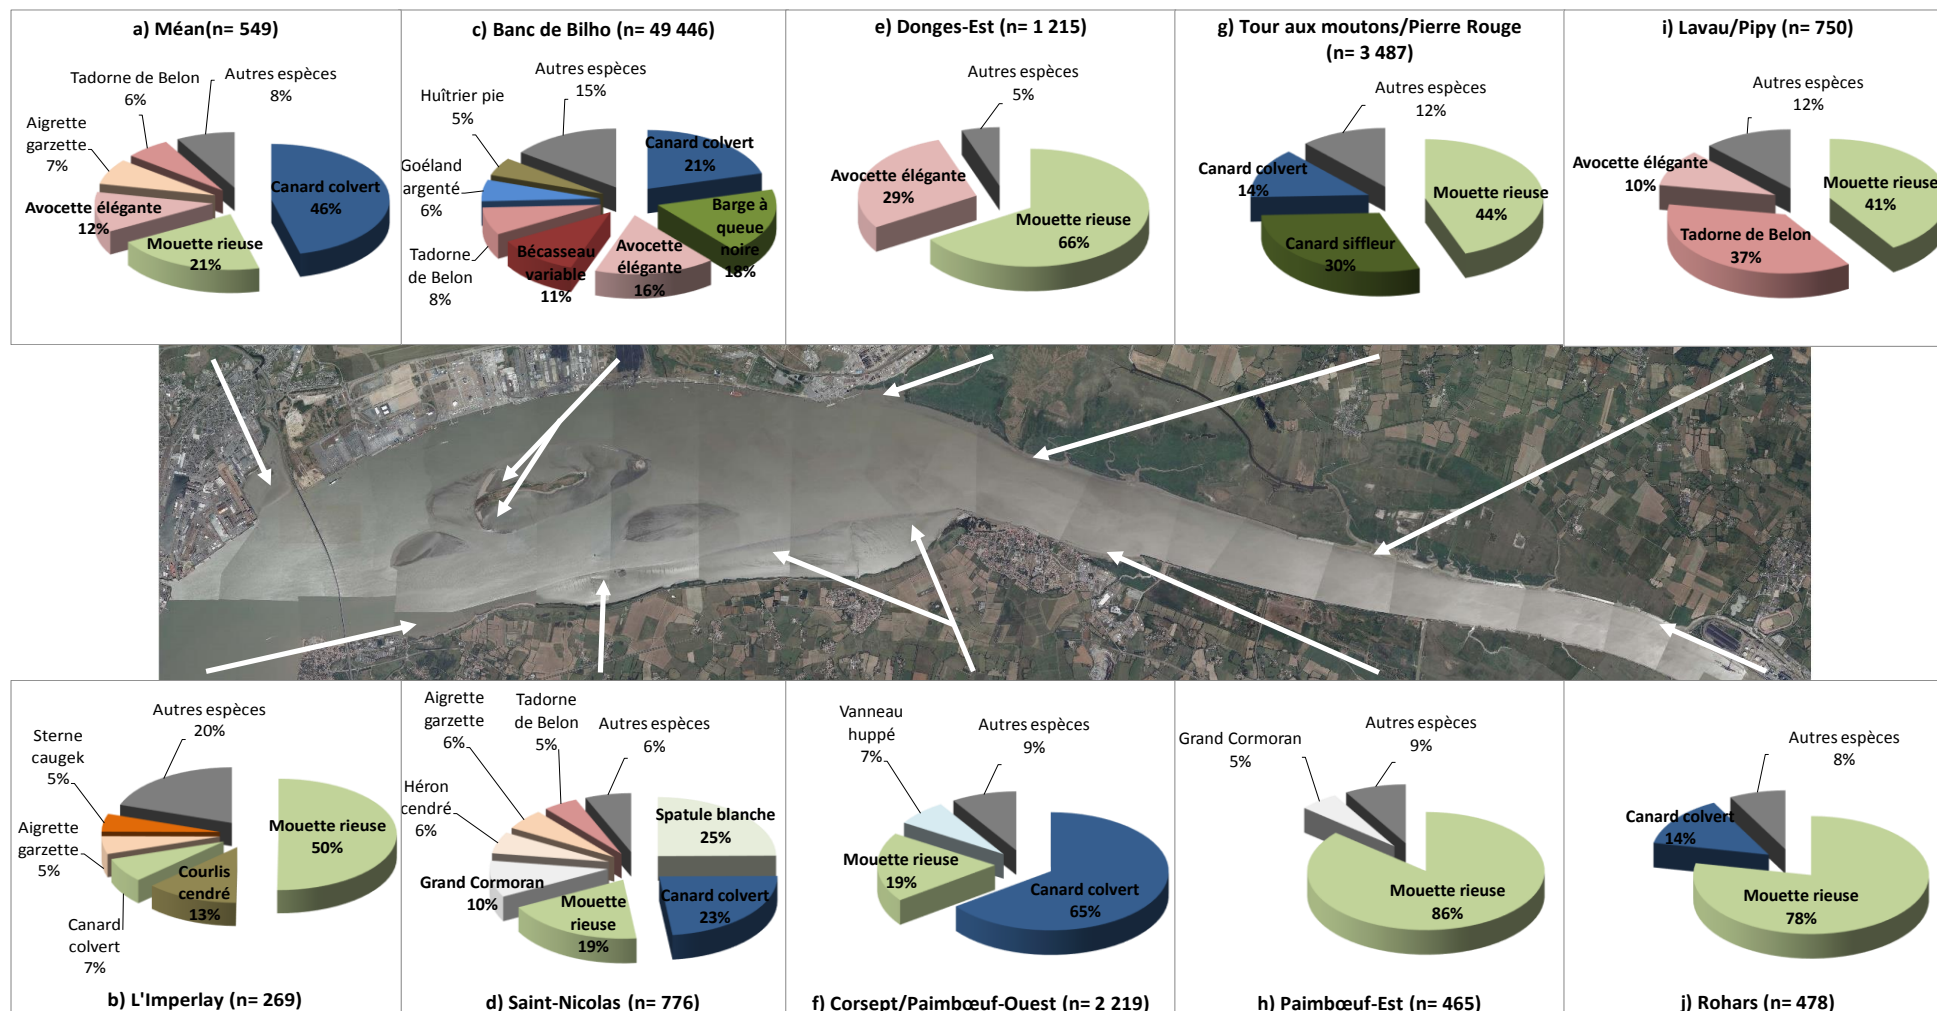 a) Méan(n= 549)
Tadorne de Belon
6%
Autres espèces
8%
Aigrette
garzette
7%
Avocette élégante
12%
Mouette rieuse
21%
Canard colvert
46%
c) Banc de Bilho (n= 49 446)
Autres espèces
15%
Huîtrier pie
5%
Goéland
argenté
6%
Tadorne
de Belon
8%
Bécasseau
variable
11%
Avocette
élégante
16%
Barge à
queue
noire
18%
Canard colvert
21%
e) Donges-Est (n= 1 215)
Autres espèces
5%
Avocette élégante
29%
Mouette rieuse
66%
g) Tour aux moutons/Pierre Rouge
(n= 3 487)
Autres espèces
12%
Canard colvert
14%
Canard siffleur
30%
Mouette rieuse
44%
i) Lavau/Pipy (n= 750)
Autres espèces
12%
Avocette élégante
10%
Tadorne de Belon
37%
Mouette rieuse
41%
Autres espèces
20%
Sterne
caugek
5%
Aigrette
garzette
5%
Canard
colvert
7%
Courlis
cendré
13%
Mouette rieuse
50%
b) L'Imperlay (n= 269)
Aigrette
garzette
6%
Tadorne
de Belon
5%
Autres espèces
6%
Héron
cendré
6%
Grand Cormoran
10%
Mouette
rieuse
19%
Canard colvert
23%
Spatule blanche
25%
d) Saint-Nicolas (n= 776)
Vanneau
huppé
7%
Autres espèces
9%
Mouette rieuse
19%
Canard colvert
65%
f) Corsept/Paimbœuf-Ouest (n= 2 219)
Grand Cormoran
5%
Autres espèces
9%
Mouette rieuse
86%
h) Paimbœuf-Est (n= 465)
Autres espèces
8%
Canard colvert
14%
Mouette rieuse
78%
j) Rohars (n= 478)